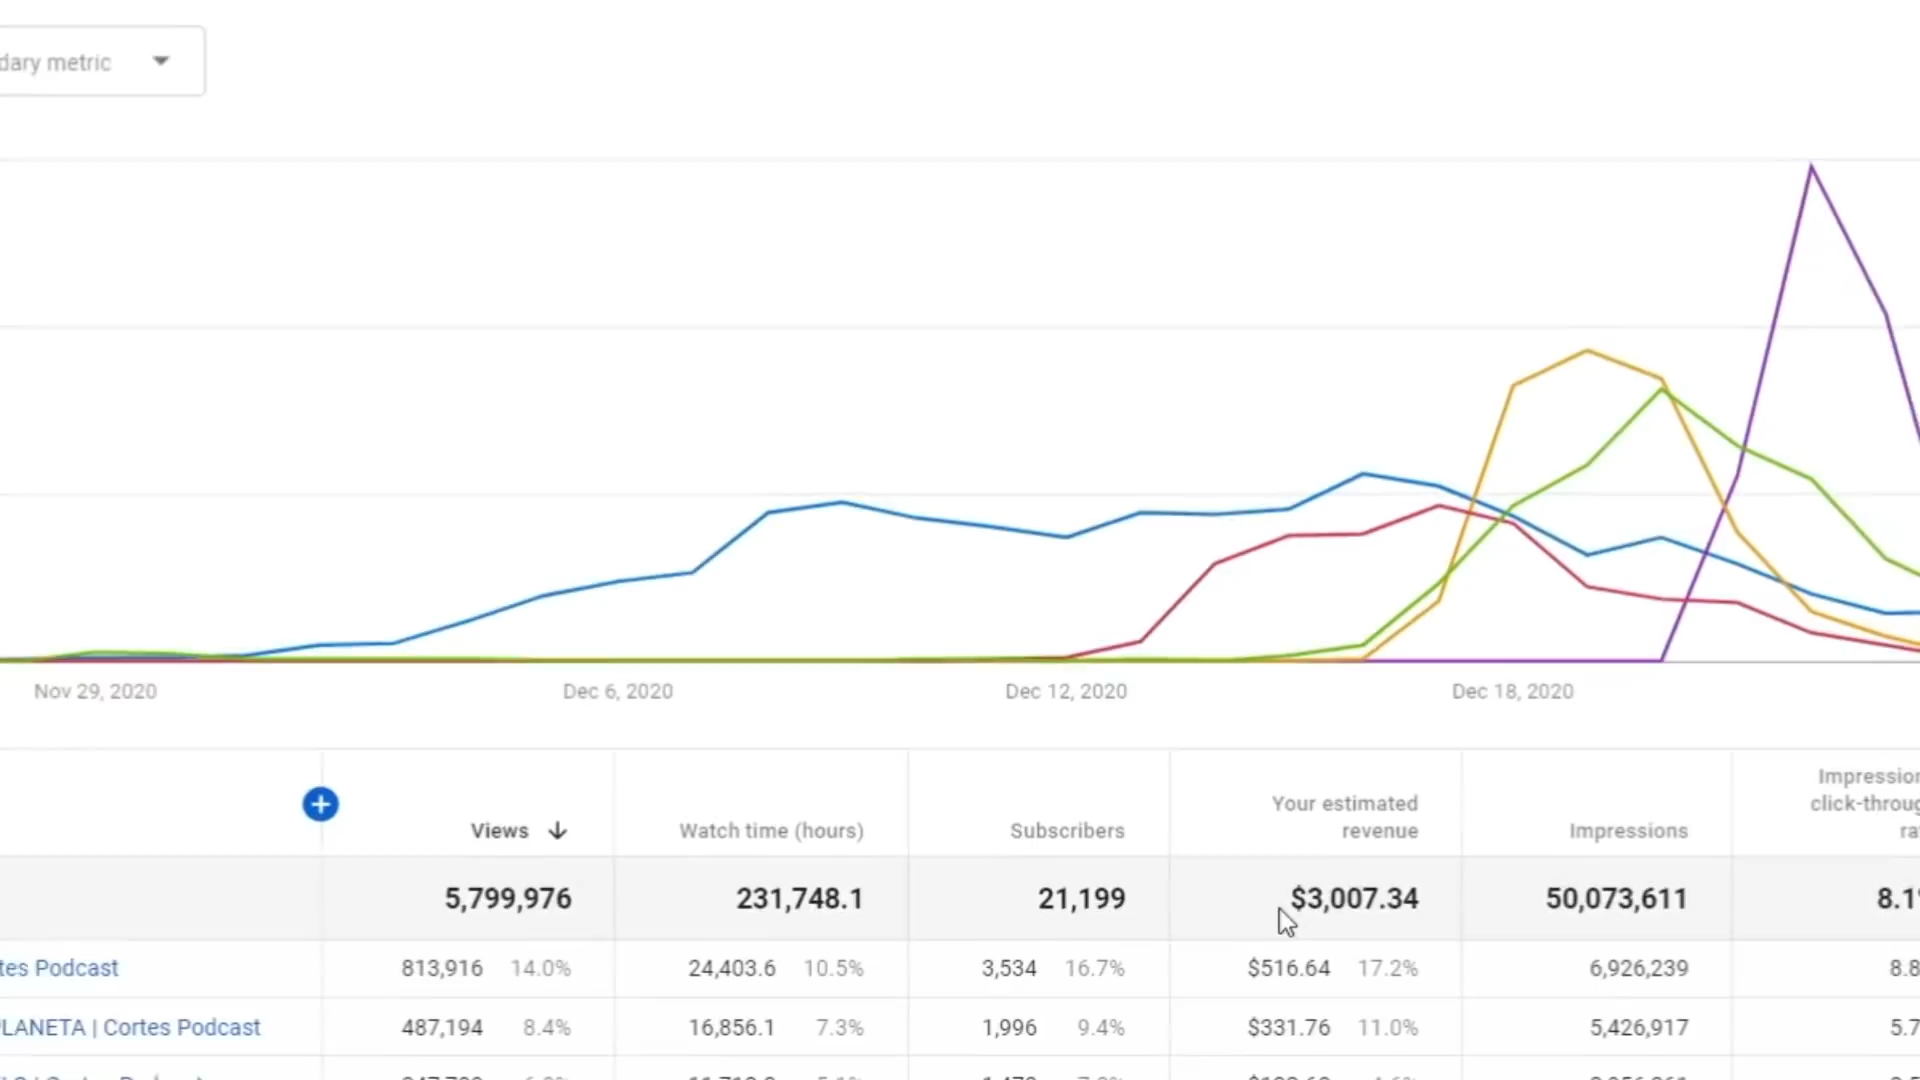 dary metric
Nov 29, 2020
Dec 6, 2020
Dec 12, 2020
Dec 18, 2020
Views
Watch time (hours)
Subscribers
Your estimated
revenue
Impressions
Impression
click-throug
ra
5,799,976
231,748.1
21,199
$3,007.34
50,073,611
8.1
tes Podcast
813,916 14.0%
24,403.6 10.5%
3,534 16.7%
$516.64 17.2%
6,926,239
8.8
LANETA | Cortes Podcast
487,194 8.4%
16,856.1 7.3%
1,996 9.4%
$331.76 11.0%
5,426,917
5.7